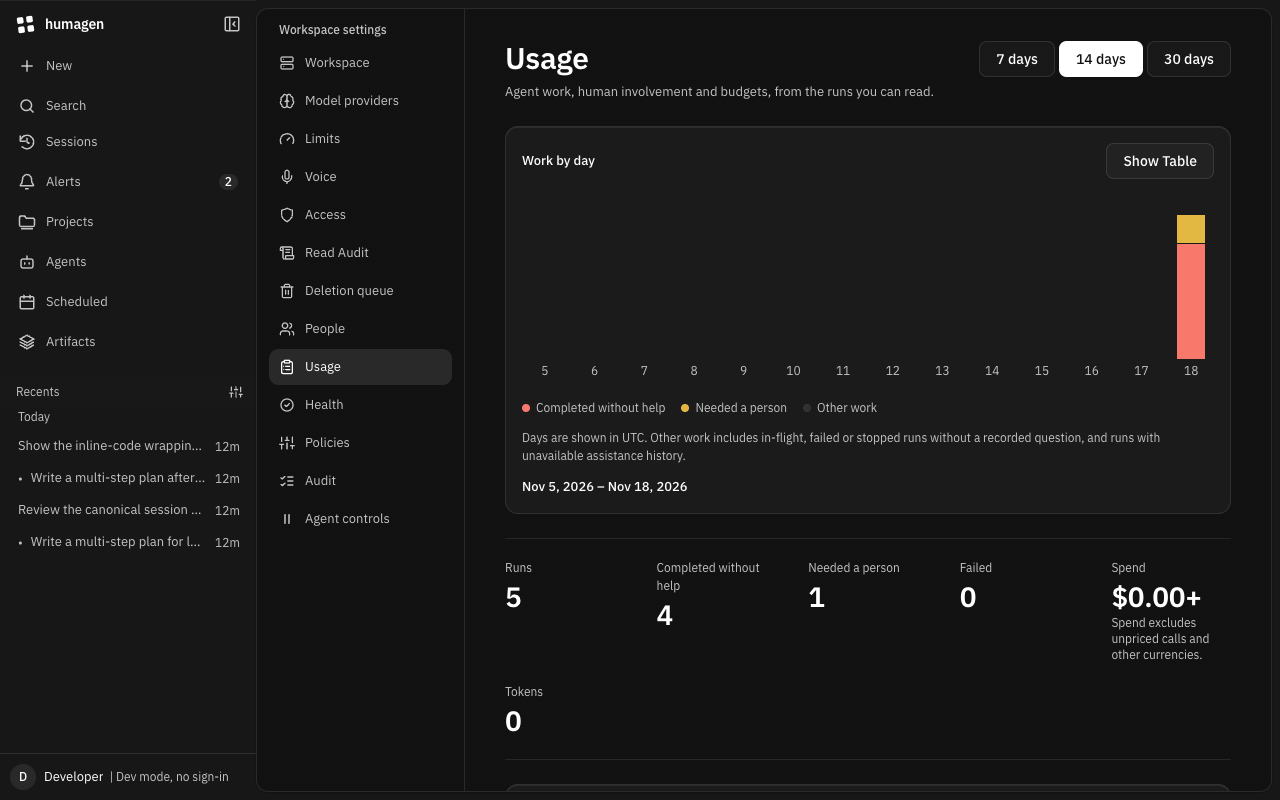 humagen
New
Search
Sessions
Alerts 2
Projects
Agents
Scheduled
Artifacts
Recents
Today
Show the inline-code wrappin... 12m
• Write a multi-step plan after... 12m
Review the canonical session ... 12m
• Write a multi-step plan for l... 12m
D Developer | Dev mode, no sign-in
Workspace settings
Workspace
Model providers
Limits
Voice
Access
Read Audit
Deletion queue
People
Usage
Health
Policies
Audit
Agent controls
Usage
7 days 14 days 30 days
Agent work, human involvement and budgets, from the runs you can read.
Work by day
Show Table
5 6 7 8 9 10 11 12 13 14 15 16 17 18
Completed without help Needed a person Other work
Days are shown in UTC. Other work includes in-flight, failed or stopped runs without a recorded question, and runs with
unavailable assistance history.
Nov 5, 2026 – Nov 18, 2026
Runs
5
Completed without
help
4
Needed a person
1
Failed
0
Spend
$0.00+
Spend excludes
unpriced calls and
other currencies.
Tokens
0